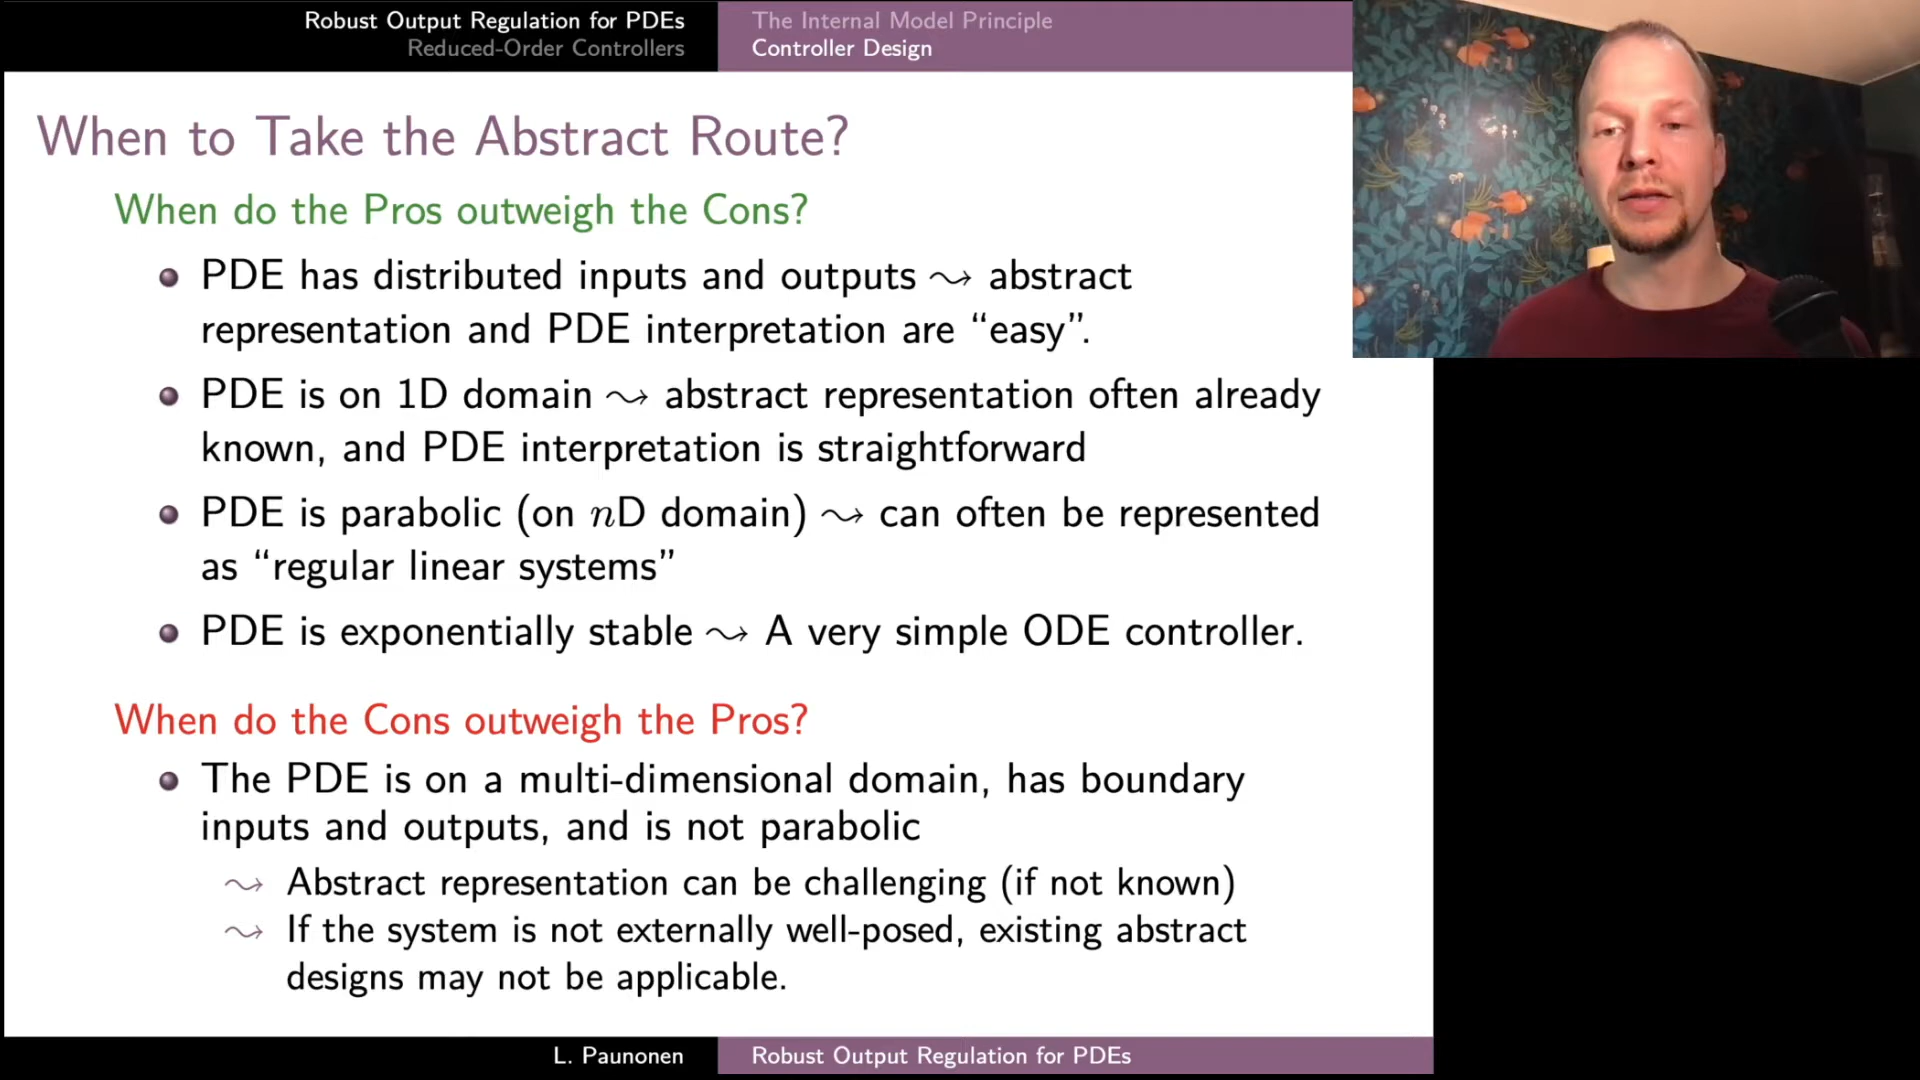 Robust Output Regulation for PDEs
Reduced-Order Controllers
The Internal Model Principle
Controller Design
When to Take the Abstract Route?
When do the Pros outweigh the Cons?
PDE has distributed inputs and outputs ⤳ abstract
representation and PDE interpretation are “easy”.
PDE is on 1D domain ⤳ abstract representation often already
known, and PDE interpretation is straightforward
PDE is parabolic (on nD domain) ⤳ can often be represented
as “regular linear systems”
PDE is exponentially stable ⤳ A very simple ODE controller.
When do the Cons outweigh the Pros?
The PDE is on a multi-dimensional domain, has boundary
inputs and outputs, and is not parabolic
⤳ Abstract representation can be challenging (if not known)
⤳ If the system is not externally well-posed, existing abstract
designs may not be applicable.
L. Paunonen
Robust Output Regulation for PDEs